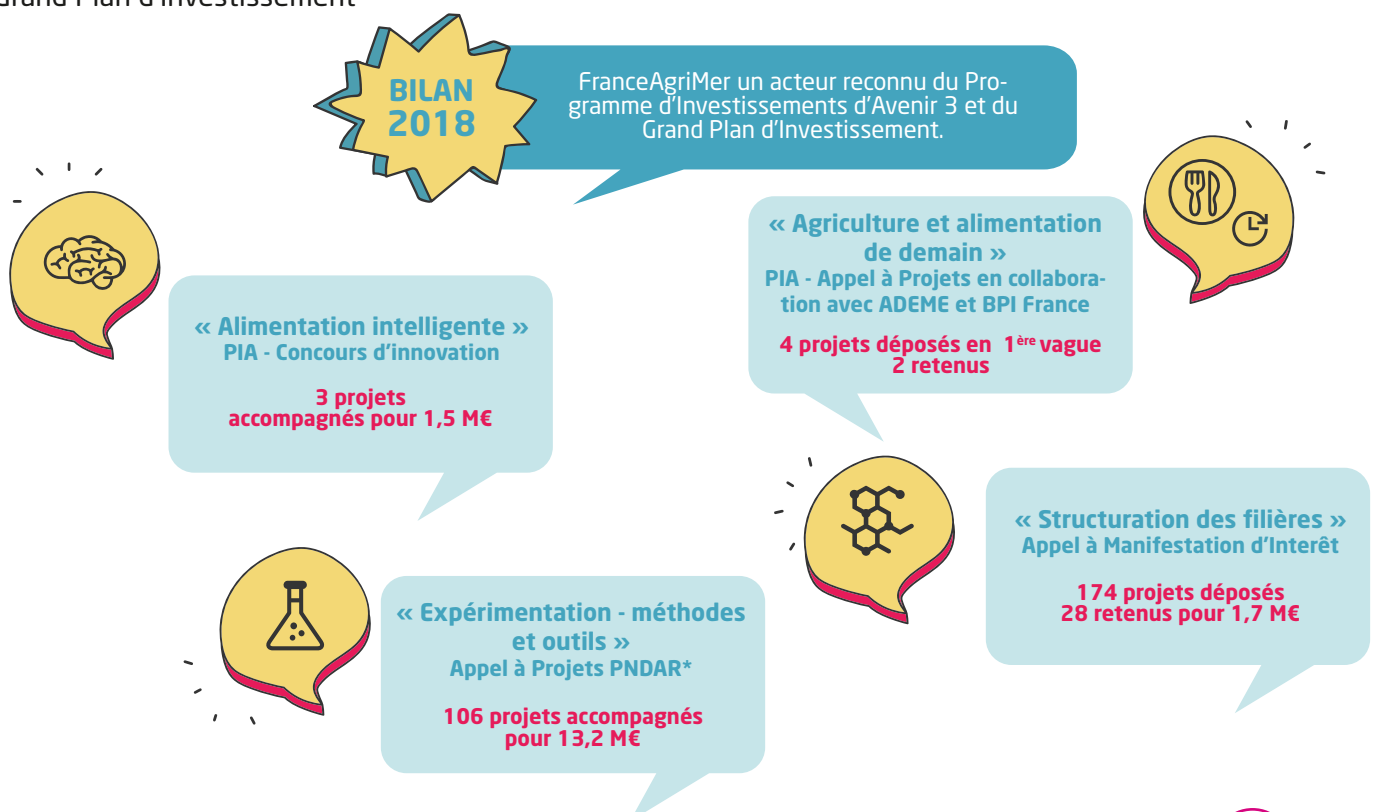 Grand Plan d'Investissement
BILAN
2018
FranceAgriMer un acteur reconnu du Pro-
gramme d'Investissements d'Avenir 3 et du
Grand Plan d'Investissement.
« Agriculture et alimentation
de demain »
PIA - Appel à Projets en collabora-
tion avec ADEME et BPI France
4 projets déposés en 1ère vague
2 retenus
« Alimentation intelligente »
PIA - Concours d'innovation
3 projets
accompagnés pour 1,5 M€
« Structuration des filières »
Appel à Manifestation d'Interêt
174 projets déposés
28 retenus pour 1,7 M€
« Expérimentation - méthodes
et outils »
Appel à Projets PNDAR*
106 projets accompagnés
pour 13,2 M€